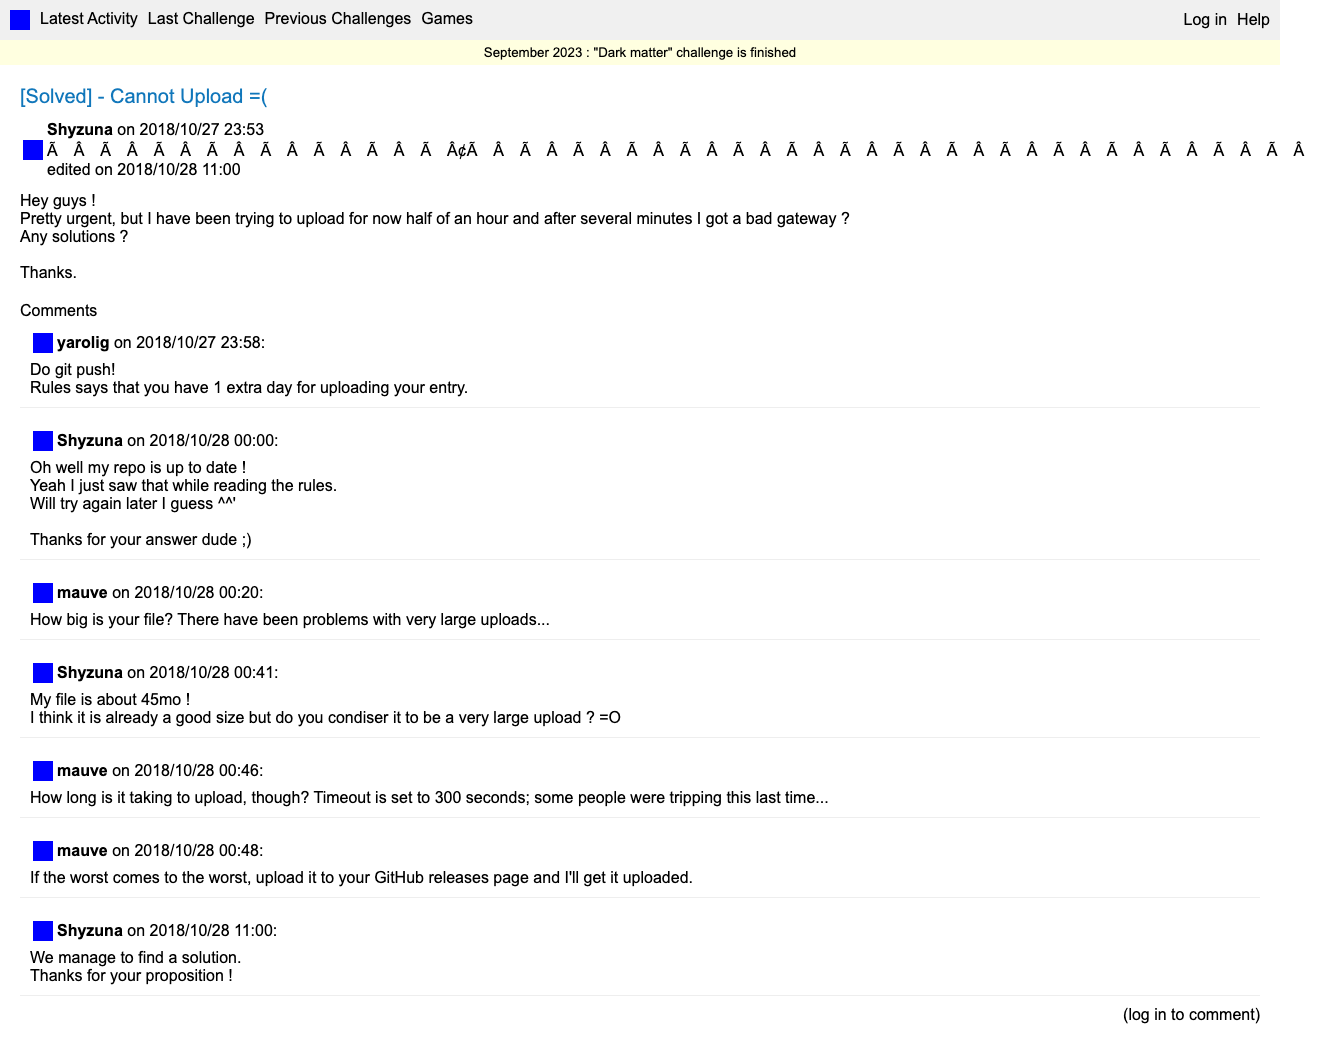 Latest Activity Last Challenge Previous Challenges Games Log in Help
September 2023 : "Dark matter" challenge is finished
[Solved] - Cannot Upload =(
Shyzuna on 2018/10/27 23:53
Ã Â Ã Â Ã Â Ã Â Ã Â Ã Â Ã Â Ã Â¢Ã Â Ã Â Ã Â Ã Â Ã Â Ã Â Ã Â Ã Â Ã Â Ã Â Ã Â Ã Â Ã Â Ã Â Ã Â Ã Â
edited on 2018/10/28 11:00
Hey guys !
Pretty urgent, but I have been trying to upload for now half of an hour and after several minutes I got a bad gateway ?
Any solutions ?
Thanks.
Comments
yarolig on 2018/10/27 23:58:
Do git push!
Rules says that you have 1 extra day for uploading your entry.
Shyzuna on 2018/10/28 00:00:
Oh well my repo is up to date !
Yeah I just saw that while reading the rules.
Will try again later I guess ^^'
Thanks for your answer dude ;)
mauve on 2018/10/28 00:20:
How big is your file? There have been problems with very large uploads...
Shyzuna on 2018/10/28 00:41:
My file is about 45mo !
I think it is already a good size but do you condiser it to be a very large upload ? =O
mauve on 2018/10/28 00:46:
How long is it taking to upload, though? Timeout is set to 300 seconds; some people were tripping this last time...
mauve on 2018/10/28 00:48:
If the worst comes to the worst, upload it to your GitHub releases page and I'll get it uploaded.
Shyzuna on 2018/10/28 11:00:
We manage to find a solution.
Thanks for your proposition !
(log in to comment)